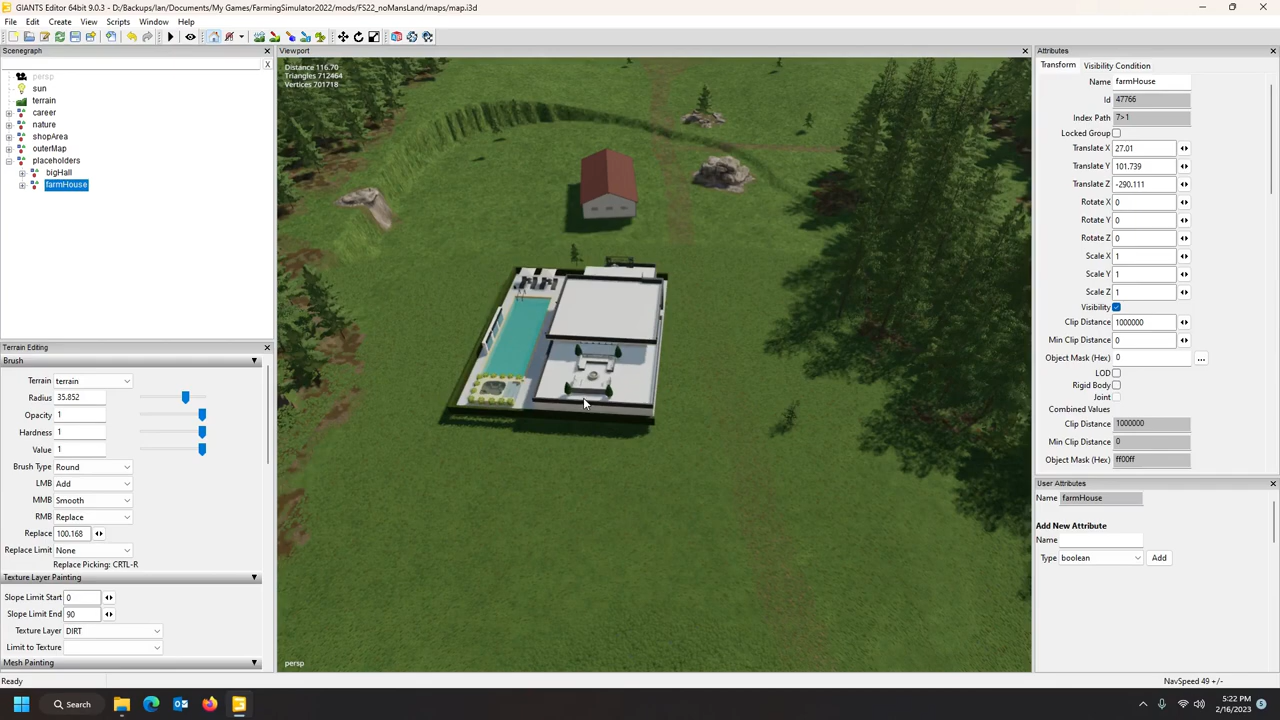 GIANTS Editor 64bit 9.0.3 - D:/Backups/Ian/Documents/My Games/FarmingSimulator2022/mods/FS22_noMansLand/maps/map.i3d
File Edit Create View Scripts Window Help
Scenegraph
X
persp
sun
terrain
career
nature
shopArea
outerMap
placeholders
bigHall
farmHouse
Terrain Editing
Brush
Terrain terrain
Radius 35.852
Opacity 1
Hardness 1
Value 1
Brush Type Round
LMB Add
MMB Smooth
RMB Replace
Replace 100.168
Replace Limit None
Replace Picking: CRTL-R
Texture Layer Painting
Slope Limit Start 0
Slope Limit End 90
Texture Layer DIRT
Limit to Texture
Mesh Painting
Viewport
Distance 116.70
Triangles 712464
Vertices 701718
persp
Attributes
Transform Visibility Condition
Name farmHouse
Id 47766
Index Path 7>1
Locked Group
Translate X 27.01
Translate Y 101.739
Translate Z -290.111
Rotate X 0
Rotate Y 0
Rotate Z 0
Scale X 1
Scale Y 1
Scale Z 1
Visibility
Clip Distance 1000000
Min Clip Distance 0
Object Mask (Hex) 0 ...
LOD
Rigid Body
Joint
Combined Values
Clip Distance 1000000
Min Clip Distance 0
Object Mask (Hex) ff00ff
User Attributes
Name farmHouse
Add New Attribute
Name
Type boolean Add
Ready
NavSpeed 49 +/-
Search
5:22 PM
2/16/2023